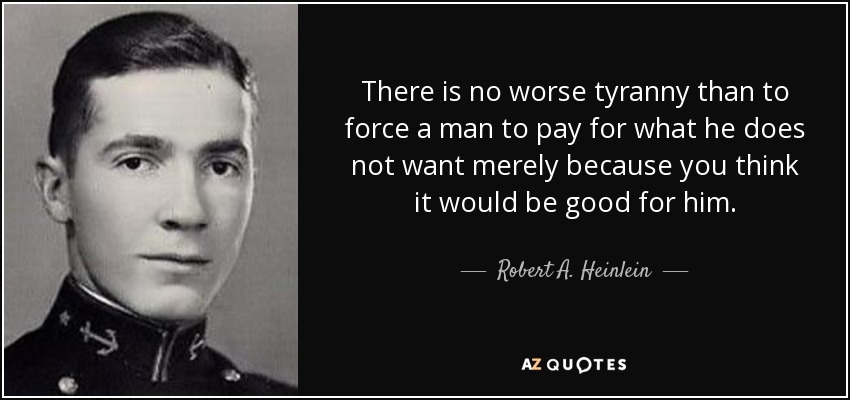 There is no worse tyranny than to
force a man to pay for what he does
not want merely because you think
it would be good for him.
Robert A. Heinlein
AZ QUOTES